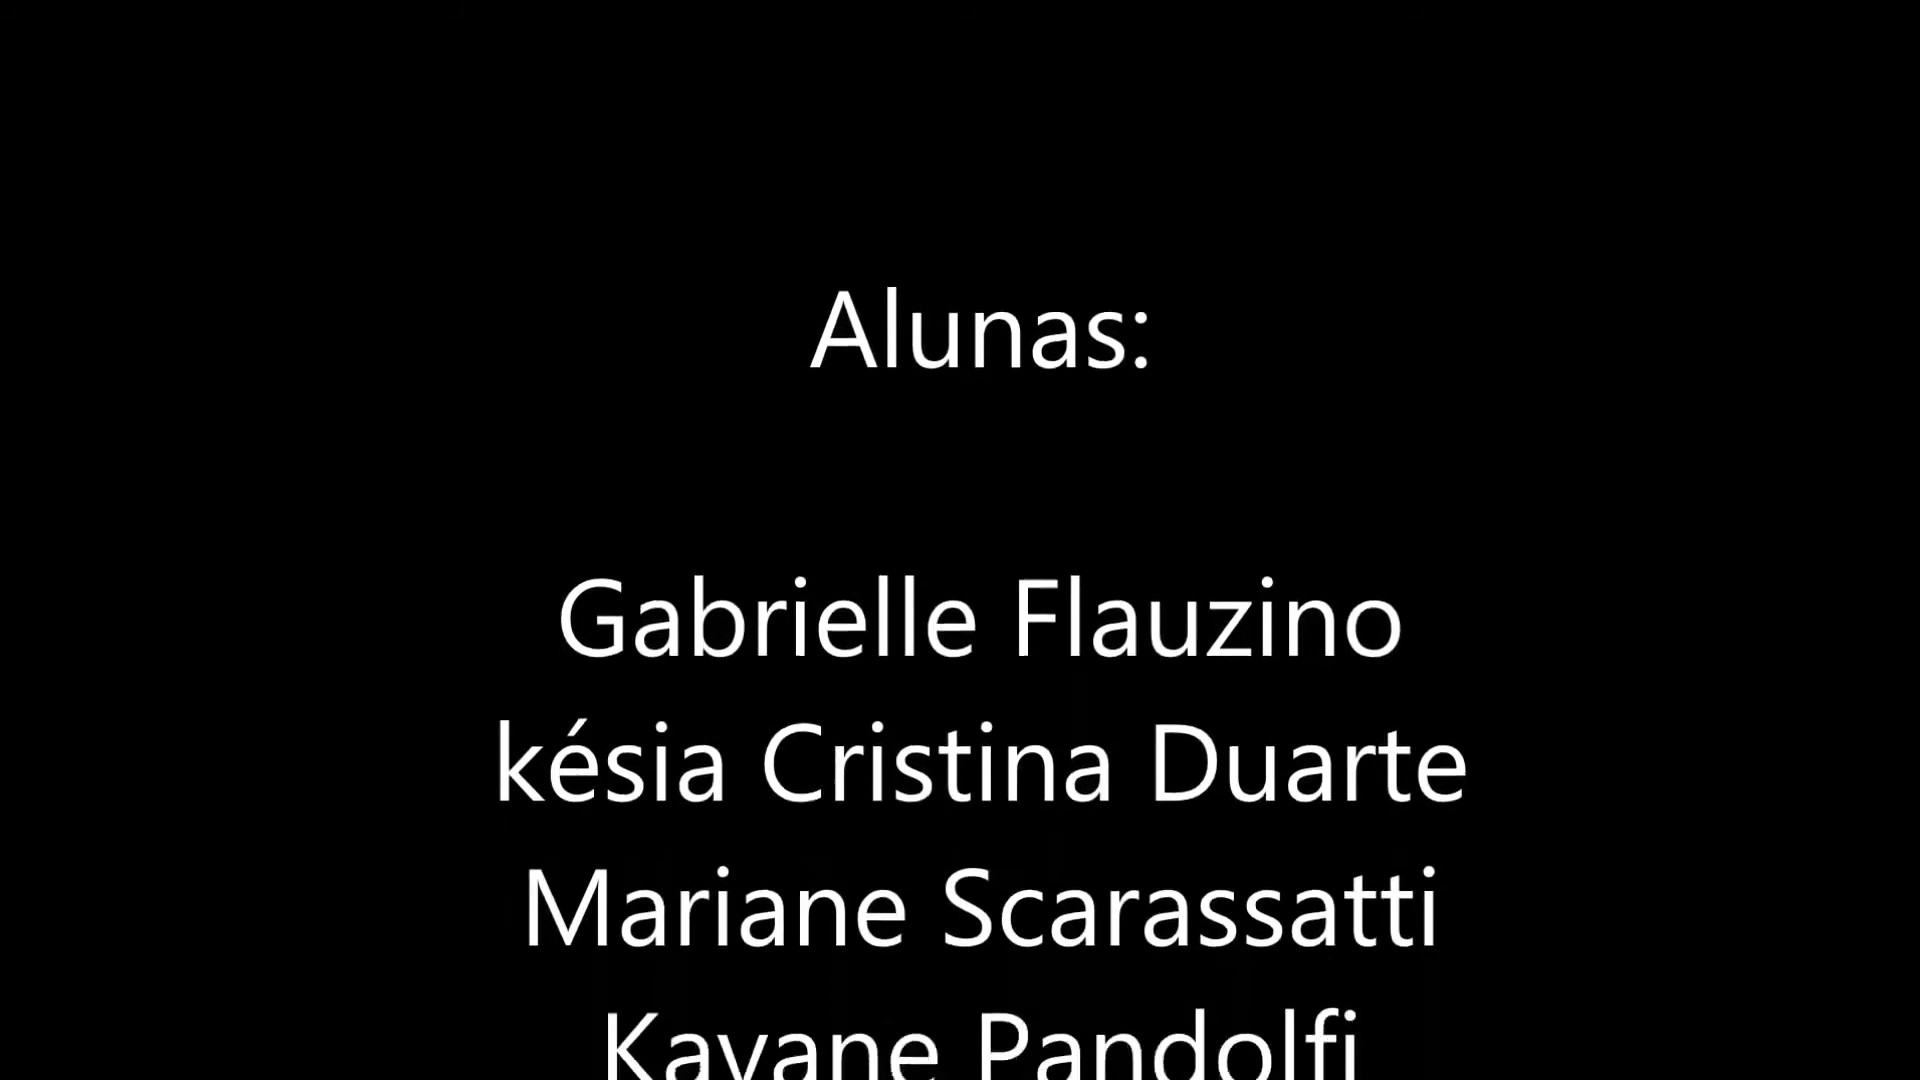 Alunas:
Gabrielle Flauzino
késia Cristina Duarte
Mariane Scarassatti
Kayane Pandolfi